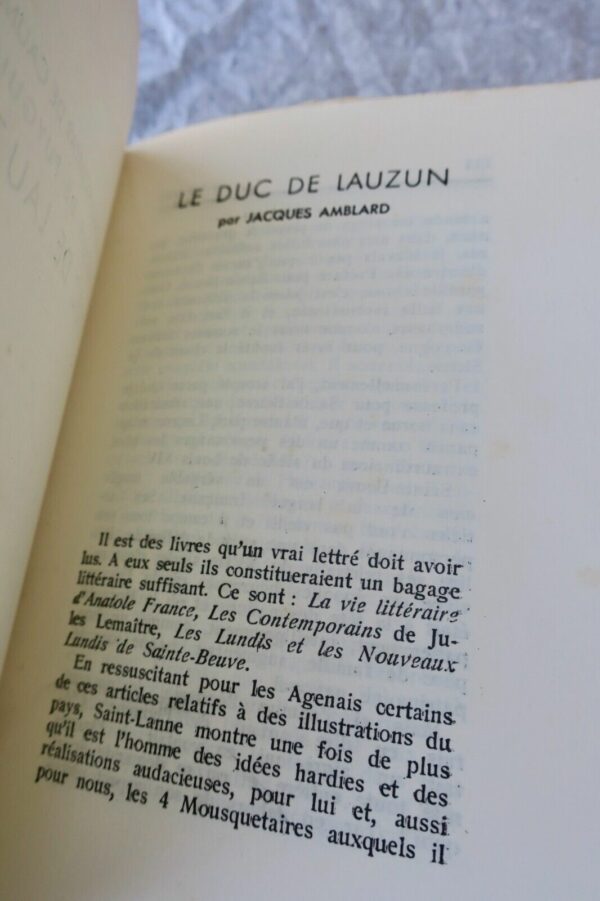 LE DUC DE LAUZUN
par JACQUES AMBLARD
Il est des livres qu'un vrai lettré doit avoir
lus. A eux seuls ils constitueraient un bagage
littéraire suffisant. Ce sont : La vie littéraire
d'Anatole France, Les Contemporains de Ju-
les Lemaître, Les Lundis et les Nouveaux
Lundis de Sainte-Beuve.
En ressuscitant pour les Agenais certains
de ces articles relatifs à des illustrations du
pays, Saint-Lanne montre une fois de plus
qu'il est l'homme des idées hardies et des
réalisations audacieuses, pour lui et, aussi
pour nous, les 4 Mousquetaires auxquels il